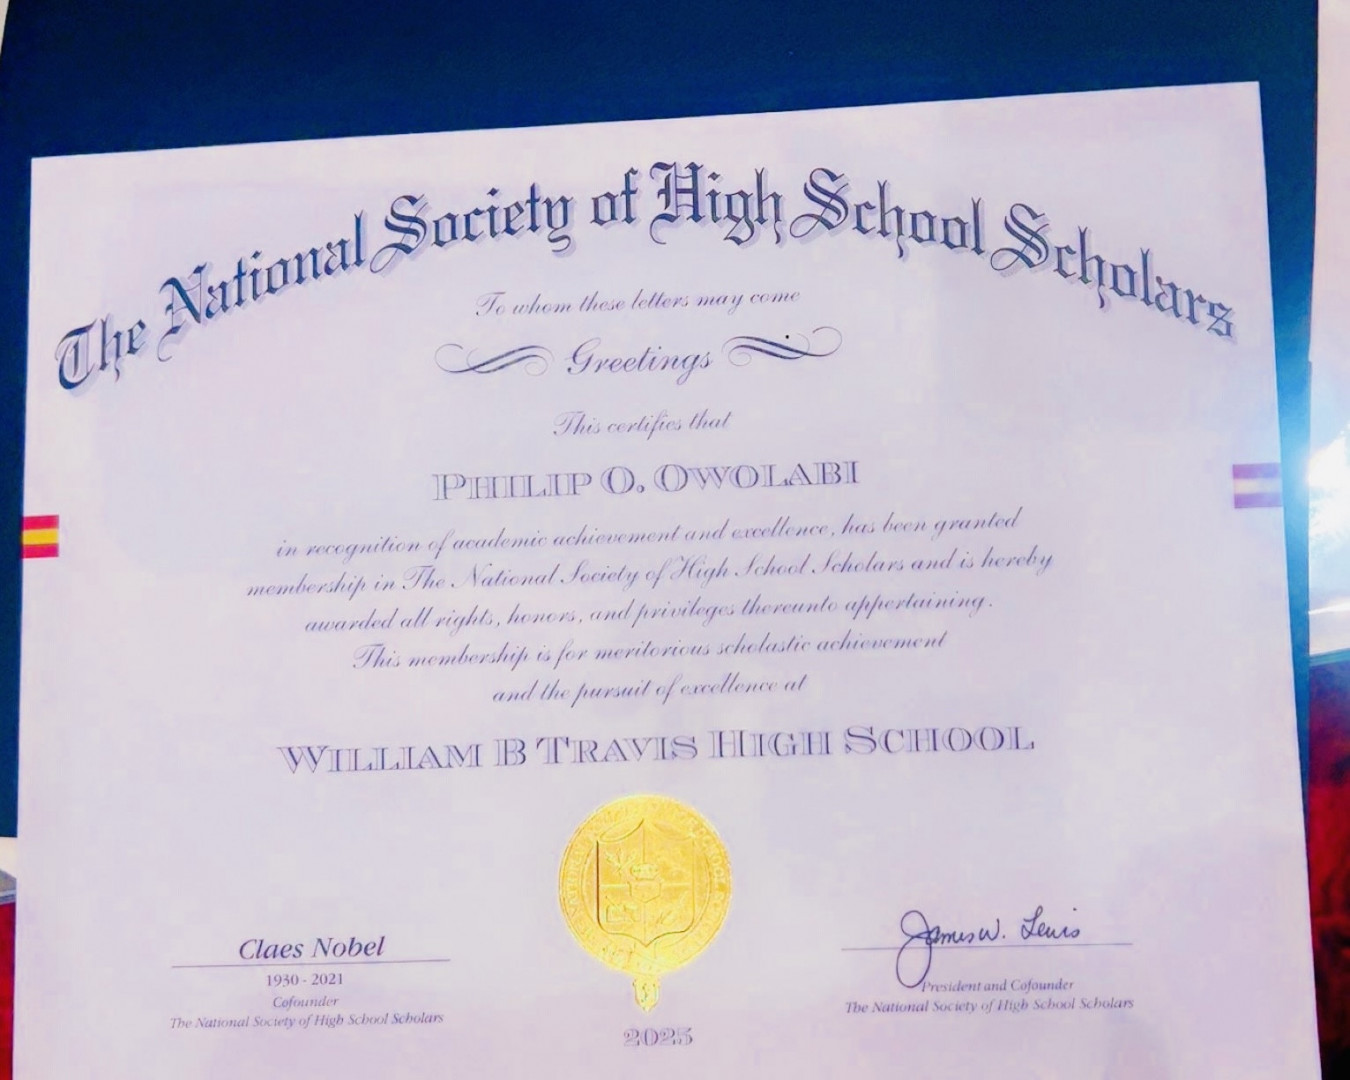 The National Society of High School Scholars
To whom these letters may come
Greetings
This certifies that
PHILIP O. OWOLABI
in recognition of academic achievement and excellence, has been granted
membership in The National Society of High School Scholars and is hereby
awarded all rights, honors, and privileges thereunto appertaining.
This membership is for meritorious scholastic achievement
and the pursuit of excellence at
WILLIAM B TRAVIS HIGH SCHOOL
Claes Nobel
1930 - 2021
Cofounder
The National Society of High School Scholars
James W. Lewis
President and Cofounder
The National Society of High School Scholars
2025